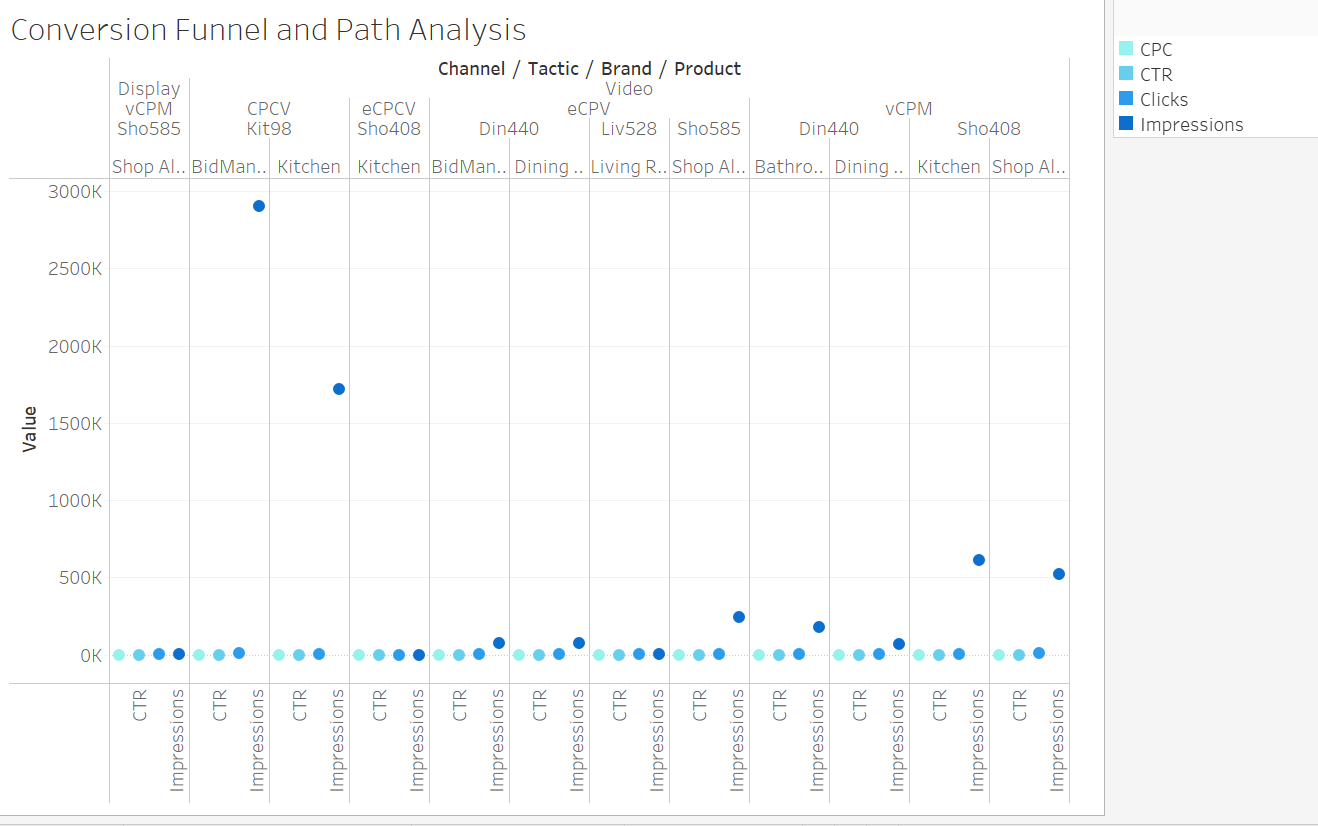 Conversion Funnel and Path Analysis
Channel / Tactic / Brand / Product
Display Video
vCPM CPCV eCPCV eCPV vCPM
Sho585 Kit98 Sho408 Din440 Liv528 Sho585 Din440 Sho408
Shop Al.. BidMan.. Kitchen Kitchen BidMan.. Dining .. Living R.. Shop Al.. Bathro.. Dining .. Kitchen Shop Al..
3000K
2500K
2000K
1500K
1000K
500K
0K
Value
CTR Impressions CTR Impressions CTR Impressions CTR Impressions CTR Impressions CTR Impressions CTR Impressions CTR Impressions CTR Impressions CTR Impressions CTR Impressions CTR Impressions
CPC
CTR
Clicks
Impressions